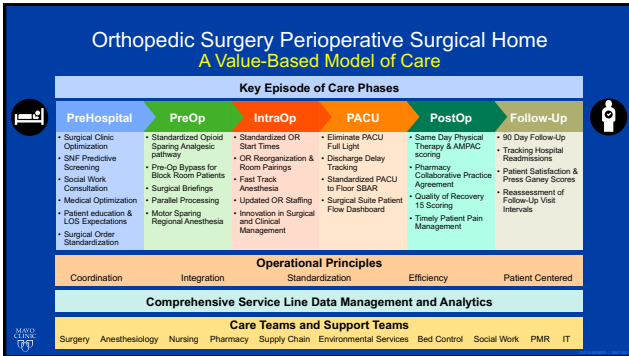 Orthopedic Surgery Perioperative Surgical Home
A Value-Based Model of Care
Key Episode of Care Phases
PreHospital
• Surgical Clinic
Optimization
• SNF Predictive
Screening
• Social Work
Consultation
• Medical Optimization
• Patient education &
LOS Expectations
• Surgical Order
Standardization
PreOp
• Standardized Opioid
Sparing Analgesic
pathway
• Pre-Op Bypass for
Block Room Patients
• Surgical Briefings
• Parallel Processing
• Motor Sparing
Regional Anesthesia
IntraOp
• Standardized OR
Start Times
• OR Reorganization &
Room Pairings
• Fast Track
Anesthesia
• Updated OR Staffing
• Innovation in Surgical
and Clinical
Management
PACU
• Eliminate PACU
Full Light
• Discharge Delay
Tracking
• Standardized PACU
to Floor SBAR
• Surgical Suite Patient
Flow Dashboard
PostOp
• Same Day Physical
Therapy & AMPAC
scoring
• Pharmacy
Collaborative Practice
Agreement
• Quality of Recovery
15 Scoring
• Timely Patient Pain
Management
Follow-Up
• 90 Day Follow-Up
• Tracking Hospital
Readmissions
• Patient Satisfaction &
Press Ganey Scores
• Reassessment of
Follow-Up Visit
Intervals
Operational Principles
Coordination Integration Standardization Efficiency Patient Centered
Comprehensive Service Line Data Management and Analytics
Care Teams and Support Teams
Surgery Anesthesiology Nursing Pharmacy Supply Chain Environmental Services Bed Control Social Work PMR IT
MAYO
CLINIC